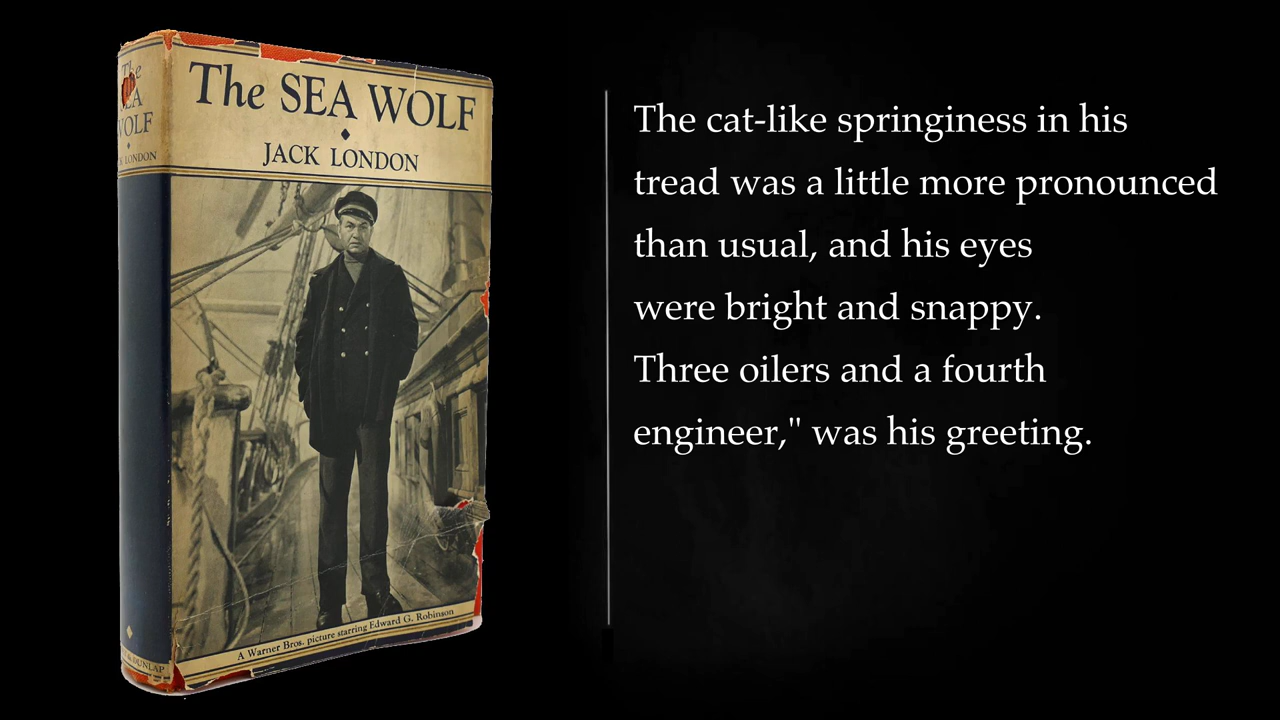 The
SEA
WOLF
LONDON
DUNLAP
The SEA WOLF
JACK LONDON
A Warner Bros. picture starring Edward G. Robinson
The cat-like springiness in his
tread was a little more pronounced
than usual, and his eyes
were bright and snappy.
Three oilers and a fourth
engineer," was his greeting.